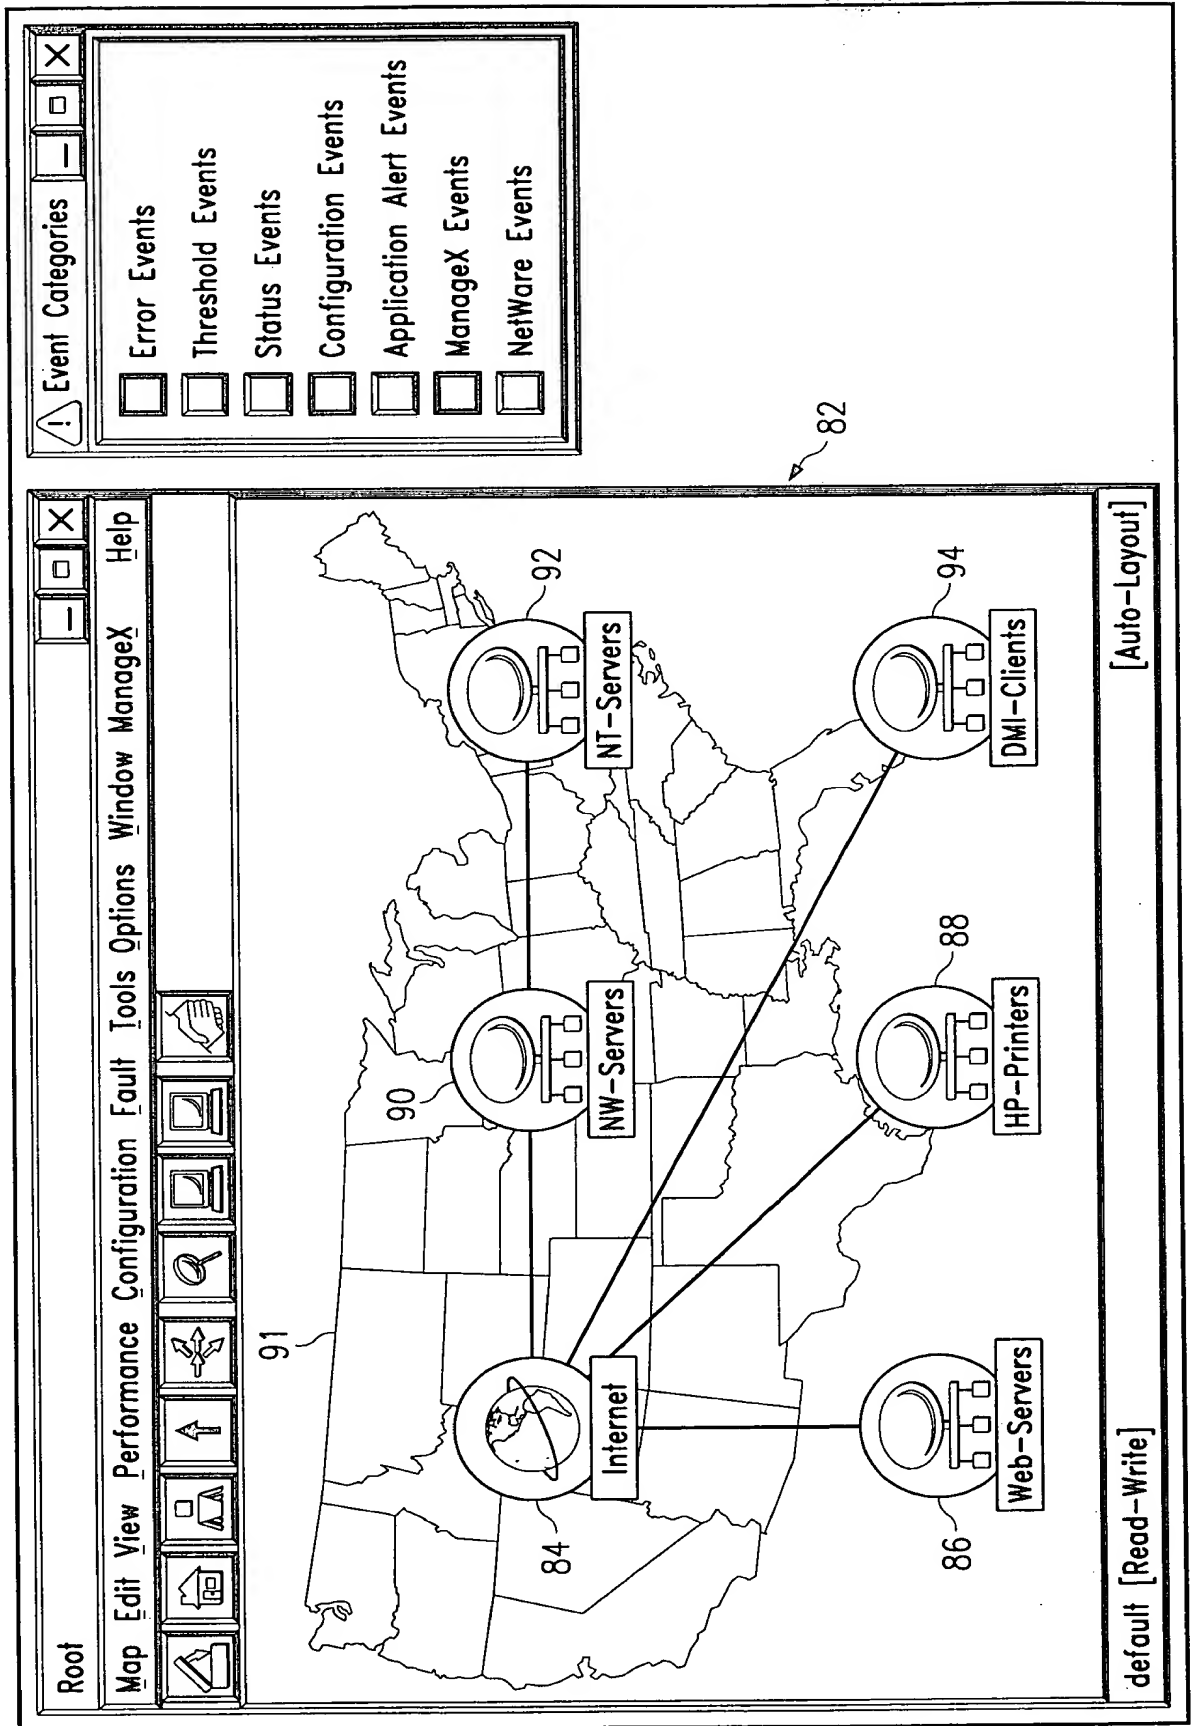 Root
Map Edit View Performance Configuration Fault Tools Options Window ManageX Help
91
90
92
84
Internet
NW-Servers
NT-Servers
86
88
94
Web-Servers
HP-Printers
DMI-Clients
default [Read-Write]
[Auto-Layout]
82
! Event Categories
Error Events
Threshold Events
Status Events
Configuration Events
Application Alert Events
ManageX Events
NetWare Events